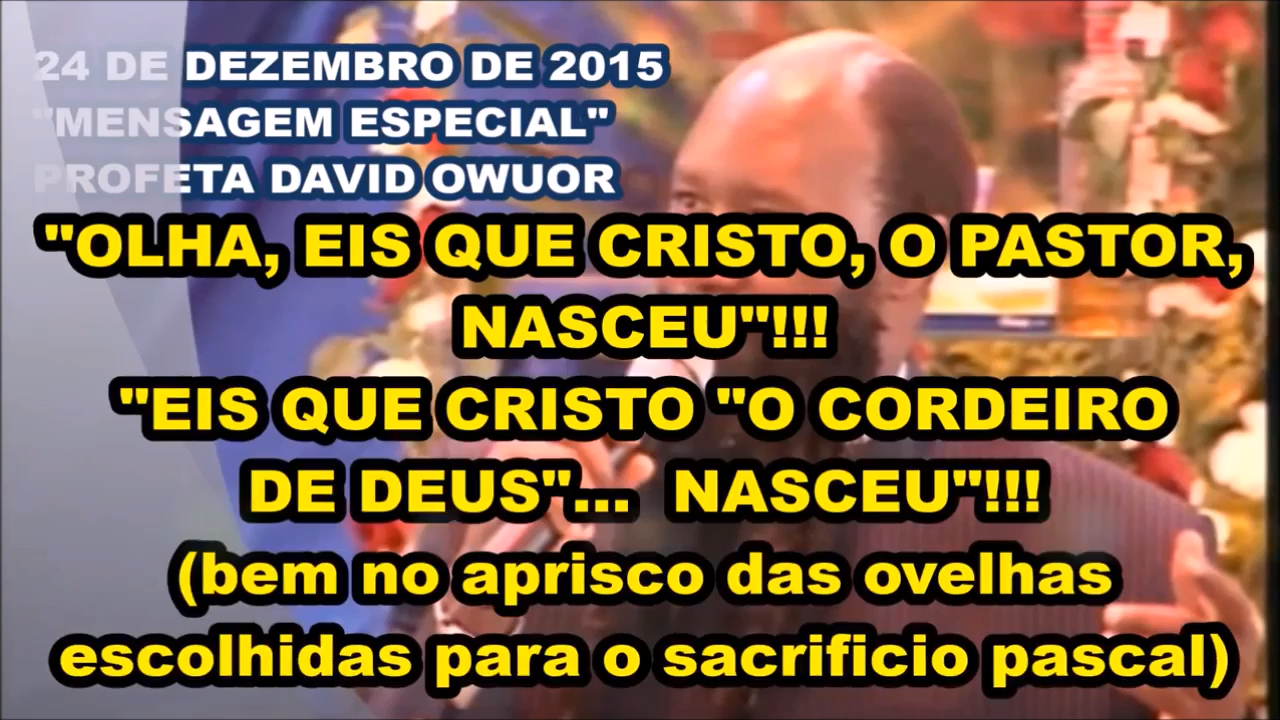 24 DE DEZEMBRO DE 2015
"MENSAGEM ESPECIAL"
PROFETA DAVID OWUOR
"OLHA, EIS QUE CRISTO, O PASTOR,
NASCEU"!!!
"EIS QUE CRISTO "O CORDEIRO
DE DEUS"... NASCEU"!!!
(bem no aprisco das ovelhas
escolhidas para o sacrificio pascal)